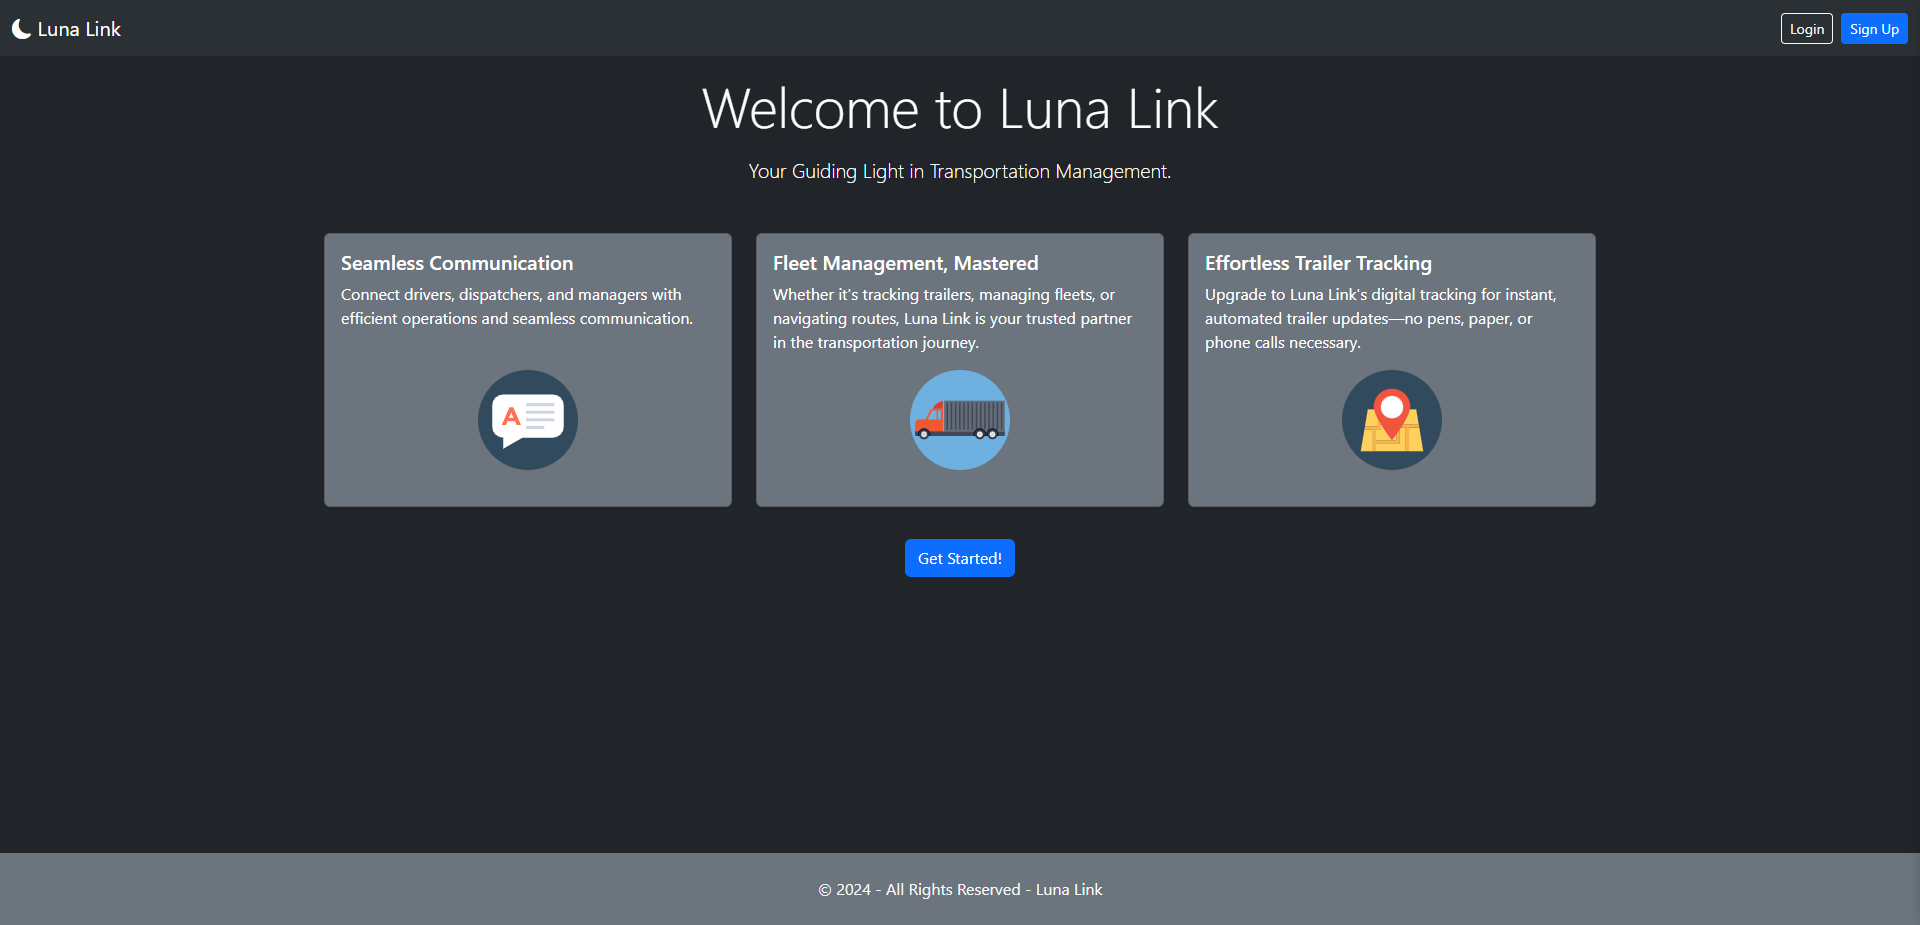 Luna Link
Login
Sign Up
Welcome to Luna Link
Your Guiding Light in Transportation Management.
Seamless Communication
Connect drivers, dispatchers, and managers with
efficient operations and seamless communication.
A
Fleet Management, Mastered
Whether it's tracking trailers, managing fleets, or
navigating routes, Luna Link is your trusted partner
in the transportation journey.
Effortless Trailer Tracking
Upgrade to Luna Link's digital tracking for instant,
automated trailer updates—no pens, paper, or
phone calls necessary.
Get Started!
© 2024 - All Rights Reserved - Luna Link